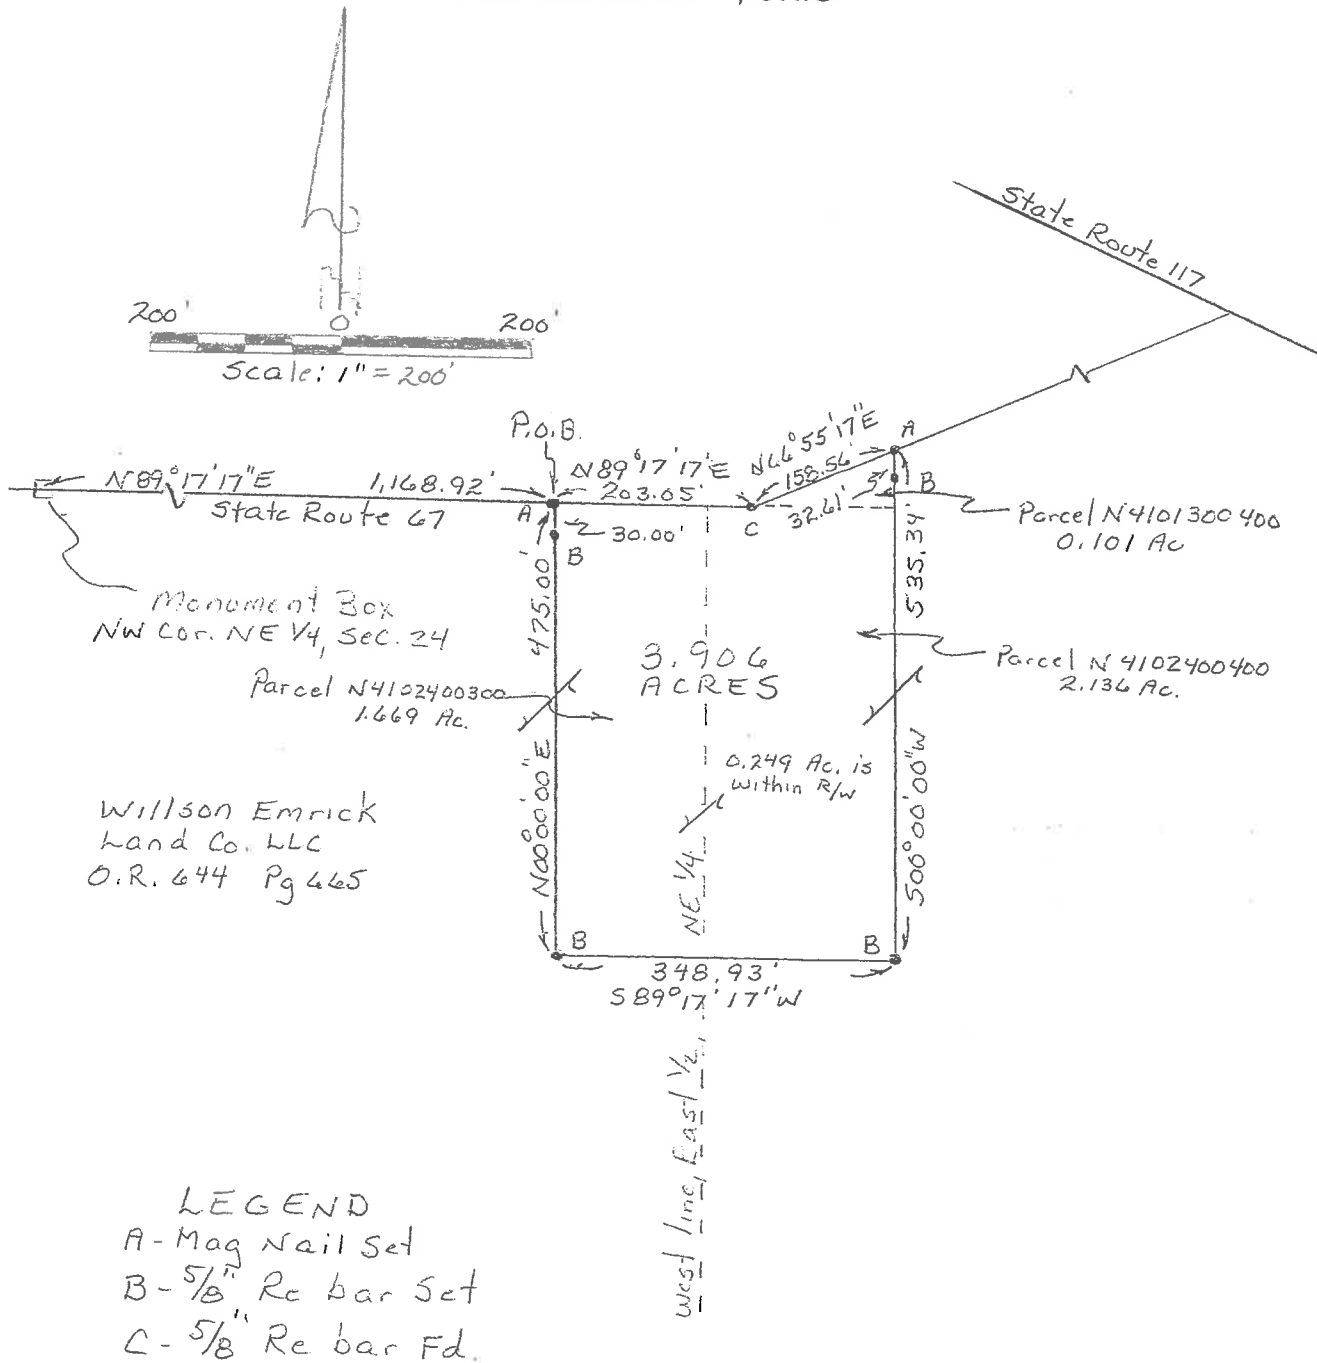 200' 0 200'
Scale: 1" = 200'
State Route 117
P.O.B.
N89°17'17"E 1,168.92'
State Route 67
N89°17'17"E
203.05'
N66°55'17"E
158.56'
32.61'
A
B
C
A
B
30.00'
475.00'
N00°00'00"E
535.34'
S00°00'00"W
Parcel N4101300400
0.101 Ac
Monument Box
NW Cor. NE 1/4, Sec. 24
3.906
ACRES
Parcel N4102400400
2.136 Ac.
Parcel N4102400300
1.669 Ac.
0.249 Ac. is
within R/W
Willson Emrick
Land Co. LLC
O.R. 644 Pg 665
B
B
348.93'
S89°17'17"W
West line, East 1/2, NE 1/4
LEGEND
A - Mag Nail Set
B - 5/8" Re bar Set
C - 5/8" Re bar Fd.